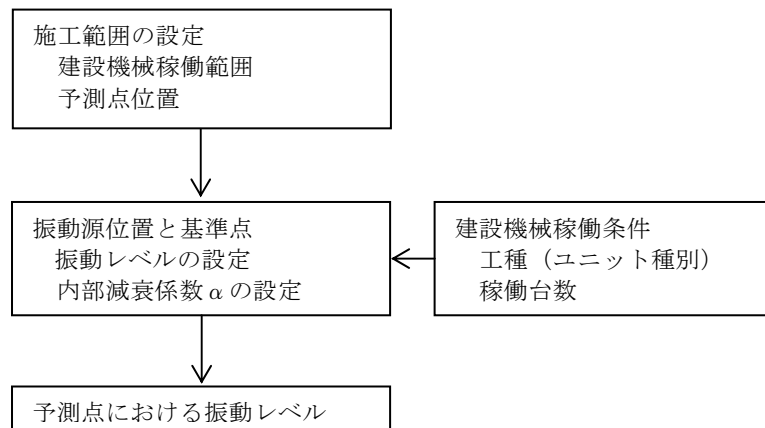 施工範囲の設定
建設機械稼働範囲
予測点位置
振動源位置と基準点
振動レベルの設定
内部減衰係数αの設定
建設機械稼働条件
工種（ユニット種別）
稼働台数
予測点における振動レベル